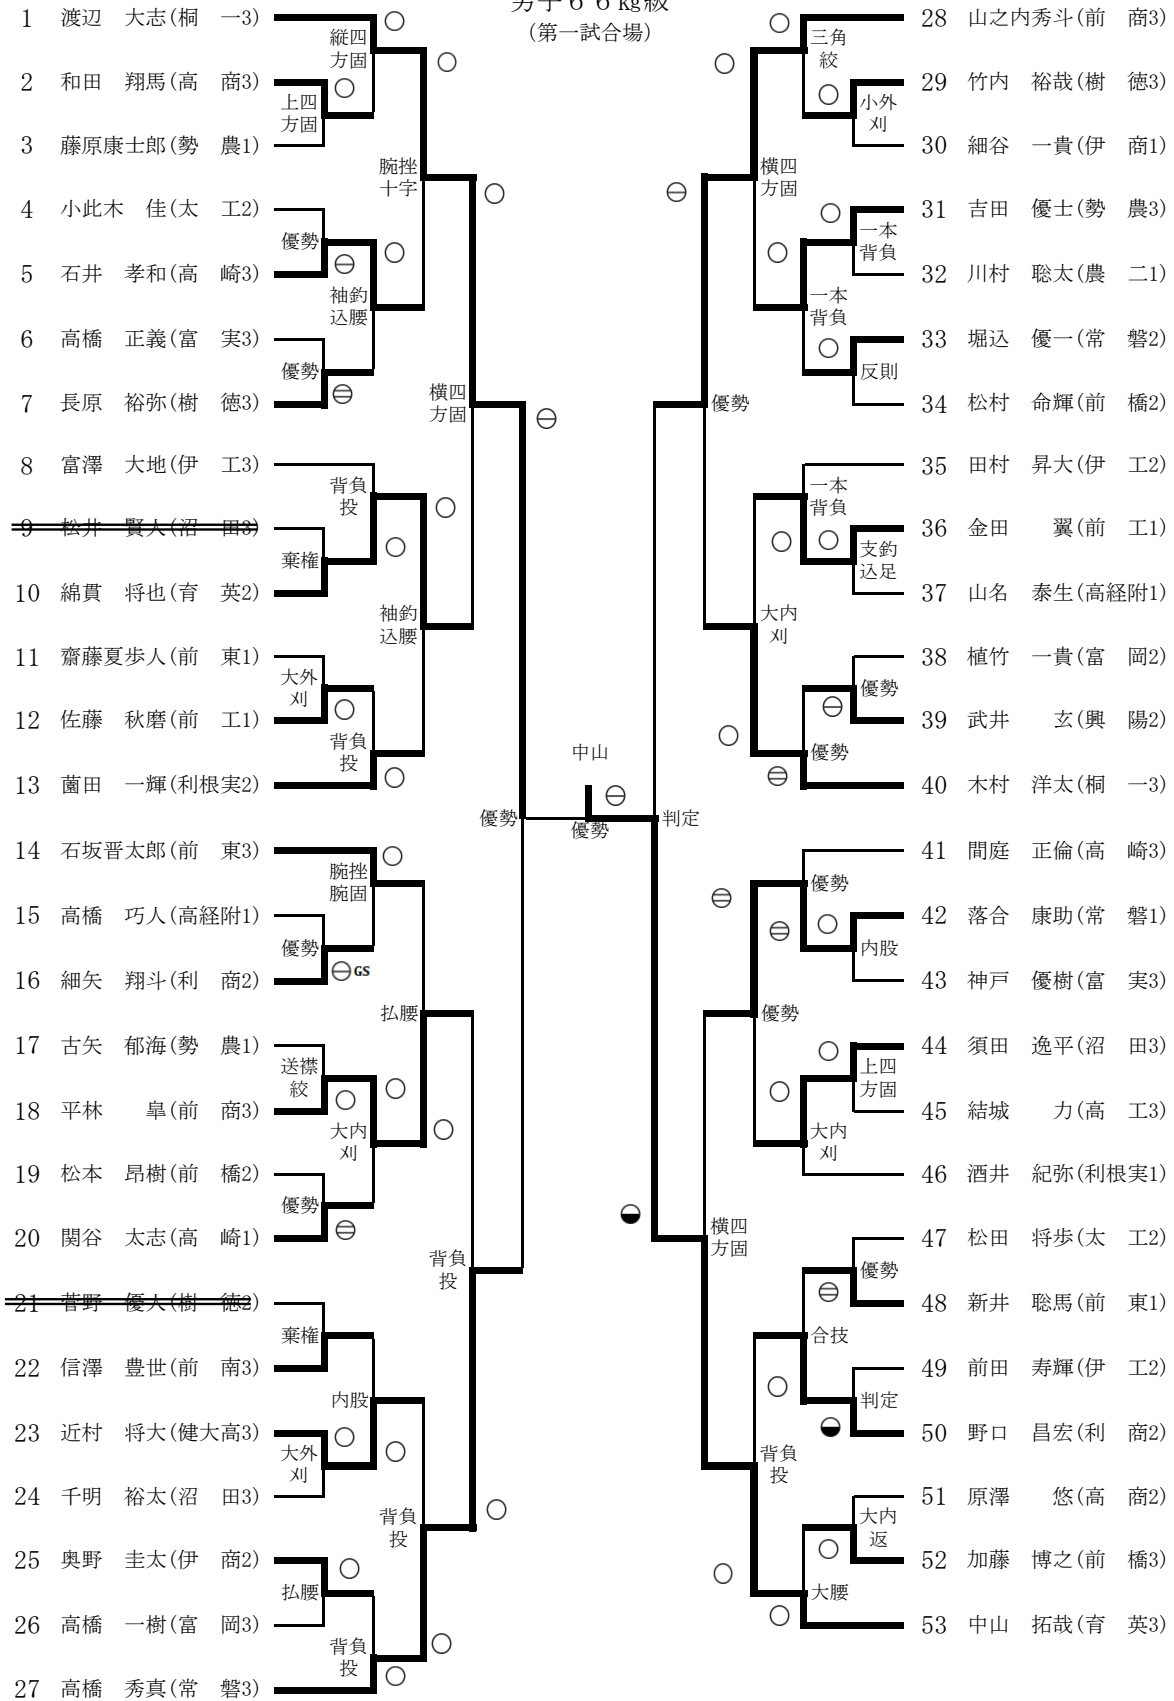 男子６６kg級
(第一試合場)
1 渡辺 大志(桐 一3)
2 和田 翔馬(高 商3)
3 藤原康士郎(勢 農1)
4 小此木 佳(太 工2)
5 石井 孝和(高 崎3)
6 高橋 正義(富 実3)
7 長原 裕弥(樹 徳3)
8 富澤 大地(伊 工3)
9 松井 賢人(沼 田3)
10 綿貫 将也(育 英2)
11 齋藤夏歩人(前 東1)
12 佐藤 秋磨(前 工1)
13 薗田 一輝(利根実2)
14 石坂晋太郎(前 東3)
15 高橋 巧人(高経附1)
16 細矢 翔斗(利 商2)
17 古矢 郁海(勢 農1)
18 平林 皐(前 商3)
19 松本 昂樹(前 橋2)
20 関谷 太志(高 崎1)
21 菅野 優人(樹 徳2)
22 信澤 豊世(前 南3)
23 近村 将大(健大高3)
24 千明 裕太(沼 田3)
25 奥野 圭太(伊 商2)
26 高橋 一樹(富 岡3)
27 高橋 秀真(常 磐3)
上四
方固
優勢
優勢
棄権
大外
刈
優勢
GS
送襟
絞
優勢
棄権
大外
刈
払腰
縦四
方固
袖釣
込腰
背負
投
背負
投
腕挫
腕固
大内
刈
内股
背負
投
腕挫
十字
袖釣
込腰
払腰
背負
投
横四
方固
背負
投
優勢
中山
優勢
判定
優勢
横四
方固
横四
方固
大内
刈
優勢
背負
投
三角
絞
一本
背負
一本
背負
優勢
優勢
大内
刈
合技
大腰
小外
刈
一本
背負
反則
支釣
込足
優勢
内股
上四
方固
優勢
判定
大内
返
28 山之内秀斗(前 商3)
29 竹内 裕哉(樹 徳3)
30 細谷 一貴(伊 商1)
31 吉田 優士(勢 農3)
32 川村 聡太(農 二1)
33 堀込 優一(常 磐2)
34 松村 命輝(前 橋2)
35 田村 昇大(伊 工2)
36 金田 翼(前 工1)
37 山名 泰生(高経附1)
38 植竹 一貴(富 岡2)
39 武井 玄(興 陽2)
40 木村 洋太(桐 一3)
41 間庭 正倫(高 崎3)
42 落合 康助(常 磐1)
43 神戸 優樹(富 実3)
44 須田 逸平(沼 田3)
45 結城 力(高 工3)
46 酒井 紀弥(利根実1)
47 松田 将歩(太 工2)
48 新井 聡馬(前 東1)
49 前田 寿輝(伊 工2)
50 野口 昌宏(利 商2)
51 原澤 悠(高 商2)
52 加藤 博之(前 橋3)
53 中山 拓哉(育 英3)